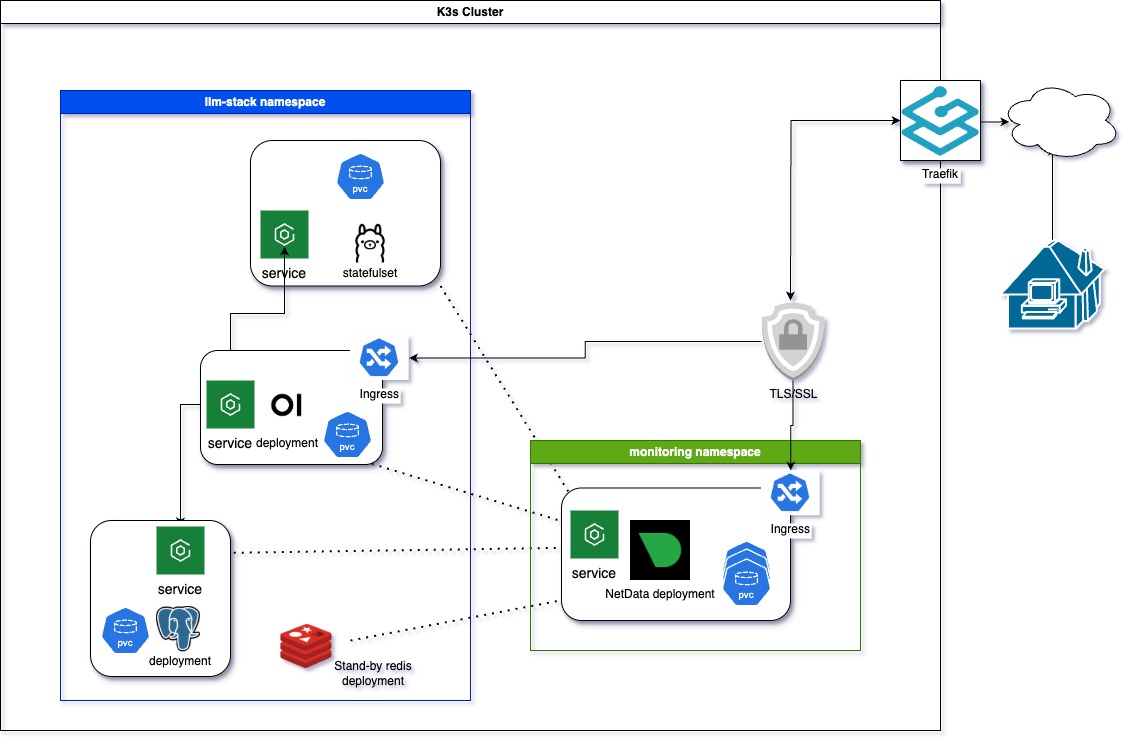 K3s Cluster
llm-stack namespace
pvc
service
statefulset
Traefik
TLS/SSL
Ingress
OI
service
deployment
pvc
monitoring namespace
Ingress
service
NetData deployment
pvc
service
pvc
deployment
Stand-by redis
deployment